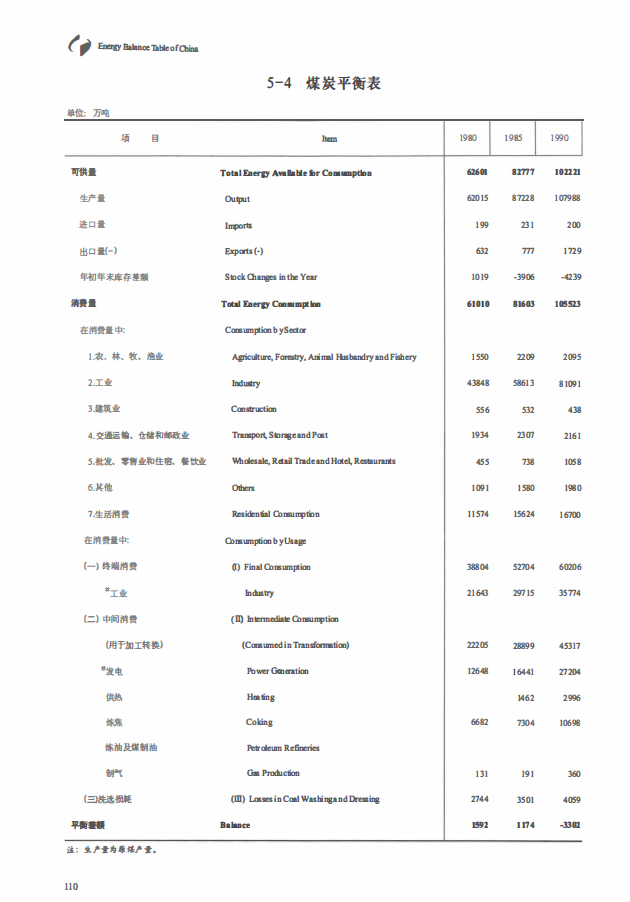 Energy Balance Table of China
5-4 煤炭平衡表
单位: 万吨
项 目 Item 1980 1985 1990
可供量 Total Energy Available for Consumption 62601 82777 102221
生产量 Output 62015 87228 107988
进口量 Imports 199 231 200
出口量(-) Exports (-) 632 777 1729
年初年末库存差额 Stock Changes in the Year 1019 -3906 -4239
消费量 Total Energy Consumption 61010 81603 105523
在消费量中: Consumption b ySector
1.农、林、牧、渔业 Agriculture, Forestry, Animal Husbandry and Fishery 1550 2209 2095
2.工业 Industry 43848 58613 81091
3.建筑业 Construction 556 532 438
4.交通运输、仓储和邮政业 Transport, Storage and Post 1934 2307 2161
5.批发、零售业和住宿、餐饮业 Wholesale, Retail Trade and Hotel, Restaurants 455 738 1058
6.其他 Others 1091 1580 1980
7.生活消费 Residential Consumption 11574 15624 16700
在消费量中: Consumption b yUsage
(一) 终端消费 (I) Final Consumption 38804 52704 60206
#工业 Industry 21643 29715 35774
(二) 中间消费 (II) Intermediate Consumption
(用于加工转换) (Consumed in Transformation) 22205 28899 45317
#发电 Power Generation 12648 16441 27204
供热 Heating 1462 2996
炼焦 Coking 6682 7304 10698
炼油及煤制油 Petroleum Refineries
制气 Gas Production 131 191 360
(三)洗选损耗 (III) Losses in Coal Washing and Dressing 2744 3501 4059
平衡差额 Balance 1592 1174 -3302
注: 生产量为原煤产量。
110